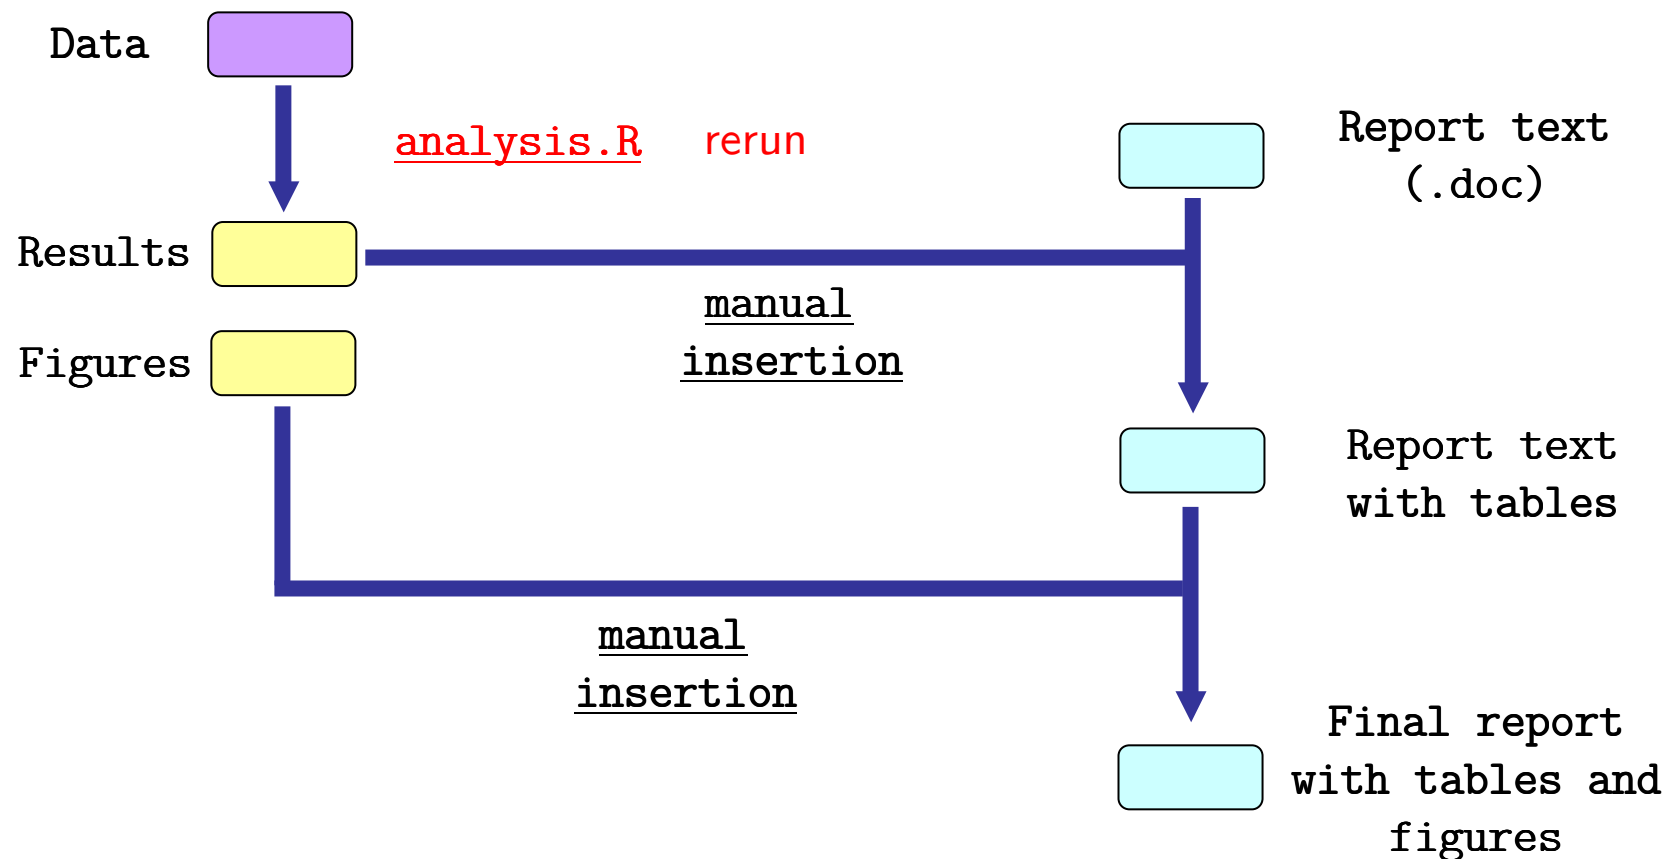 Data
analysis.R rerun
Report text
(.doc)
Results
manual
insertion
Figures
Report text
with tables
manual
insertion
Final report
with tables and
figures